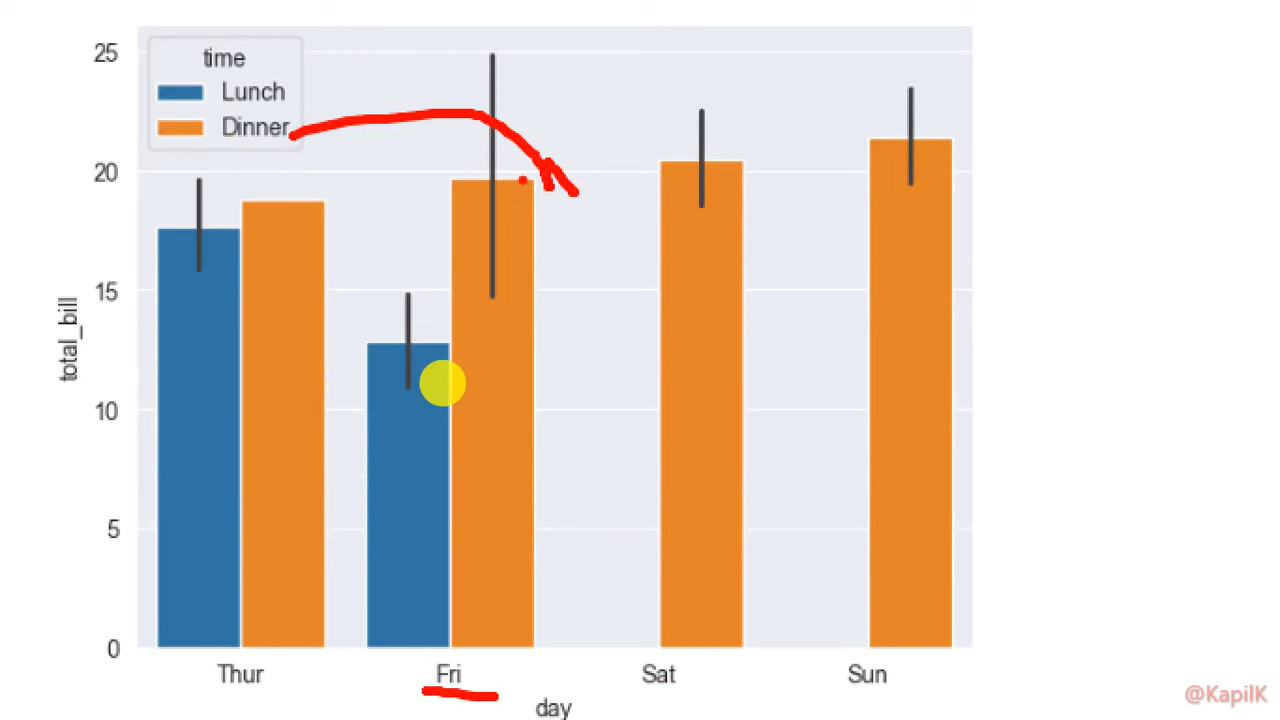 25
20
15
10
5
0
total_bill
time
Lunch
Dinner
Thur Fri Sat Sun
day
@KapilK